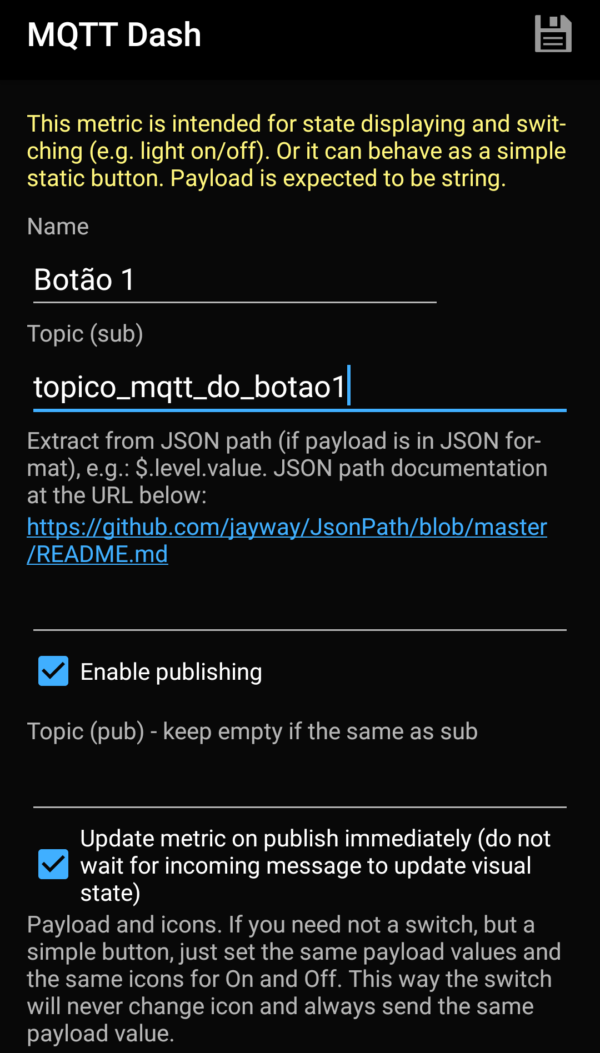 MQTT Dash
This metric is intended for state displaying and swit-
ching (e.g. light on/off). Or it can behave as a simple
static button. Payload is expected to be string.
Name
Botão 1
Topic (sub)
topico_mqtt_do_botao1
Extract from JSON path (if payload is in JSON for-
mat), e.g.: $.level.value. JSON path documentation
at the URL below:
https://github.com/jayway/JsonPath/blob/master
/README.md
Enable publishing
Topic (pub) - keep empty if the same as sub
Update metric on publish immediately (do not
wait for incoming message to update visual
state)
Payload and icons. If you need not a switch, but a
simple button, just set the same payload values and
the same icons for On and Off. This way the switch
will never change icon and always send the same
payload value.